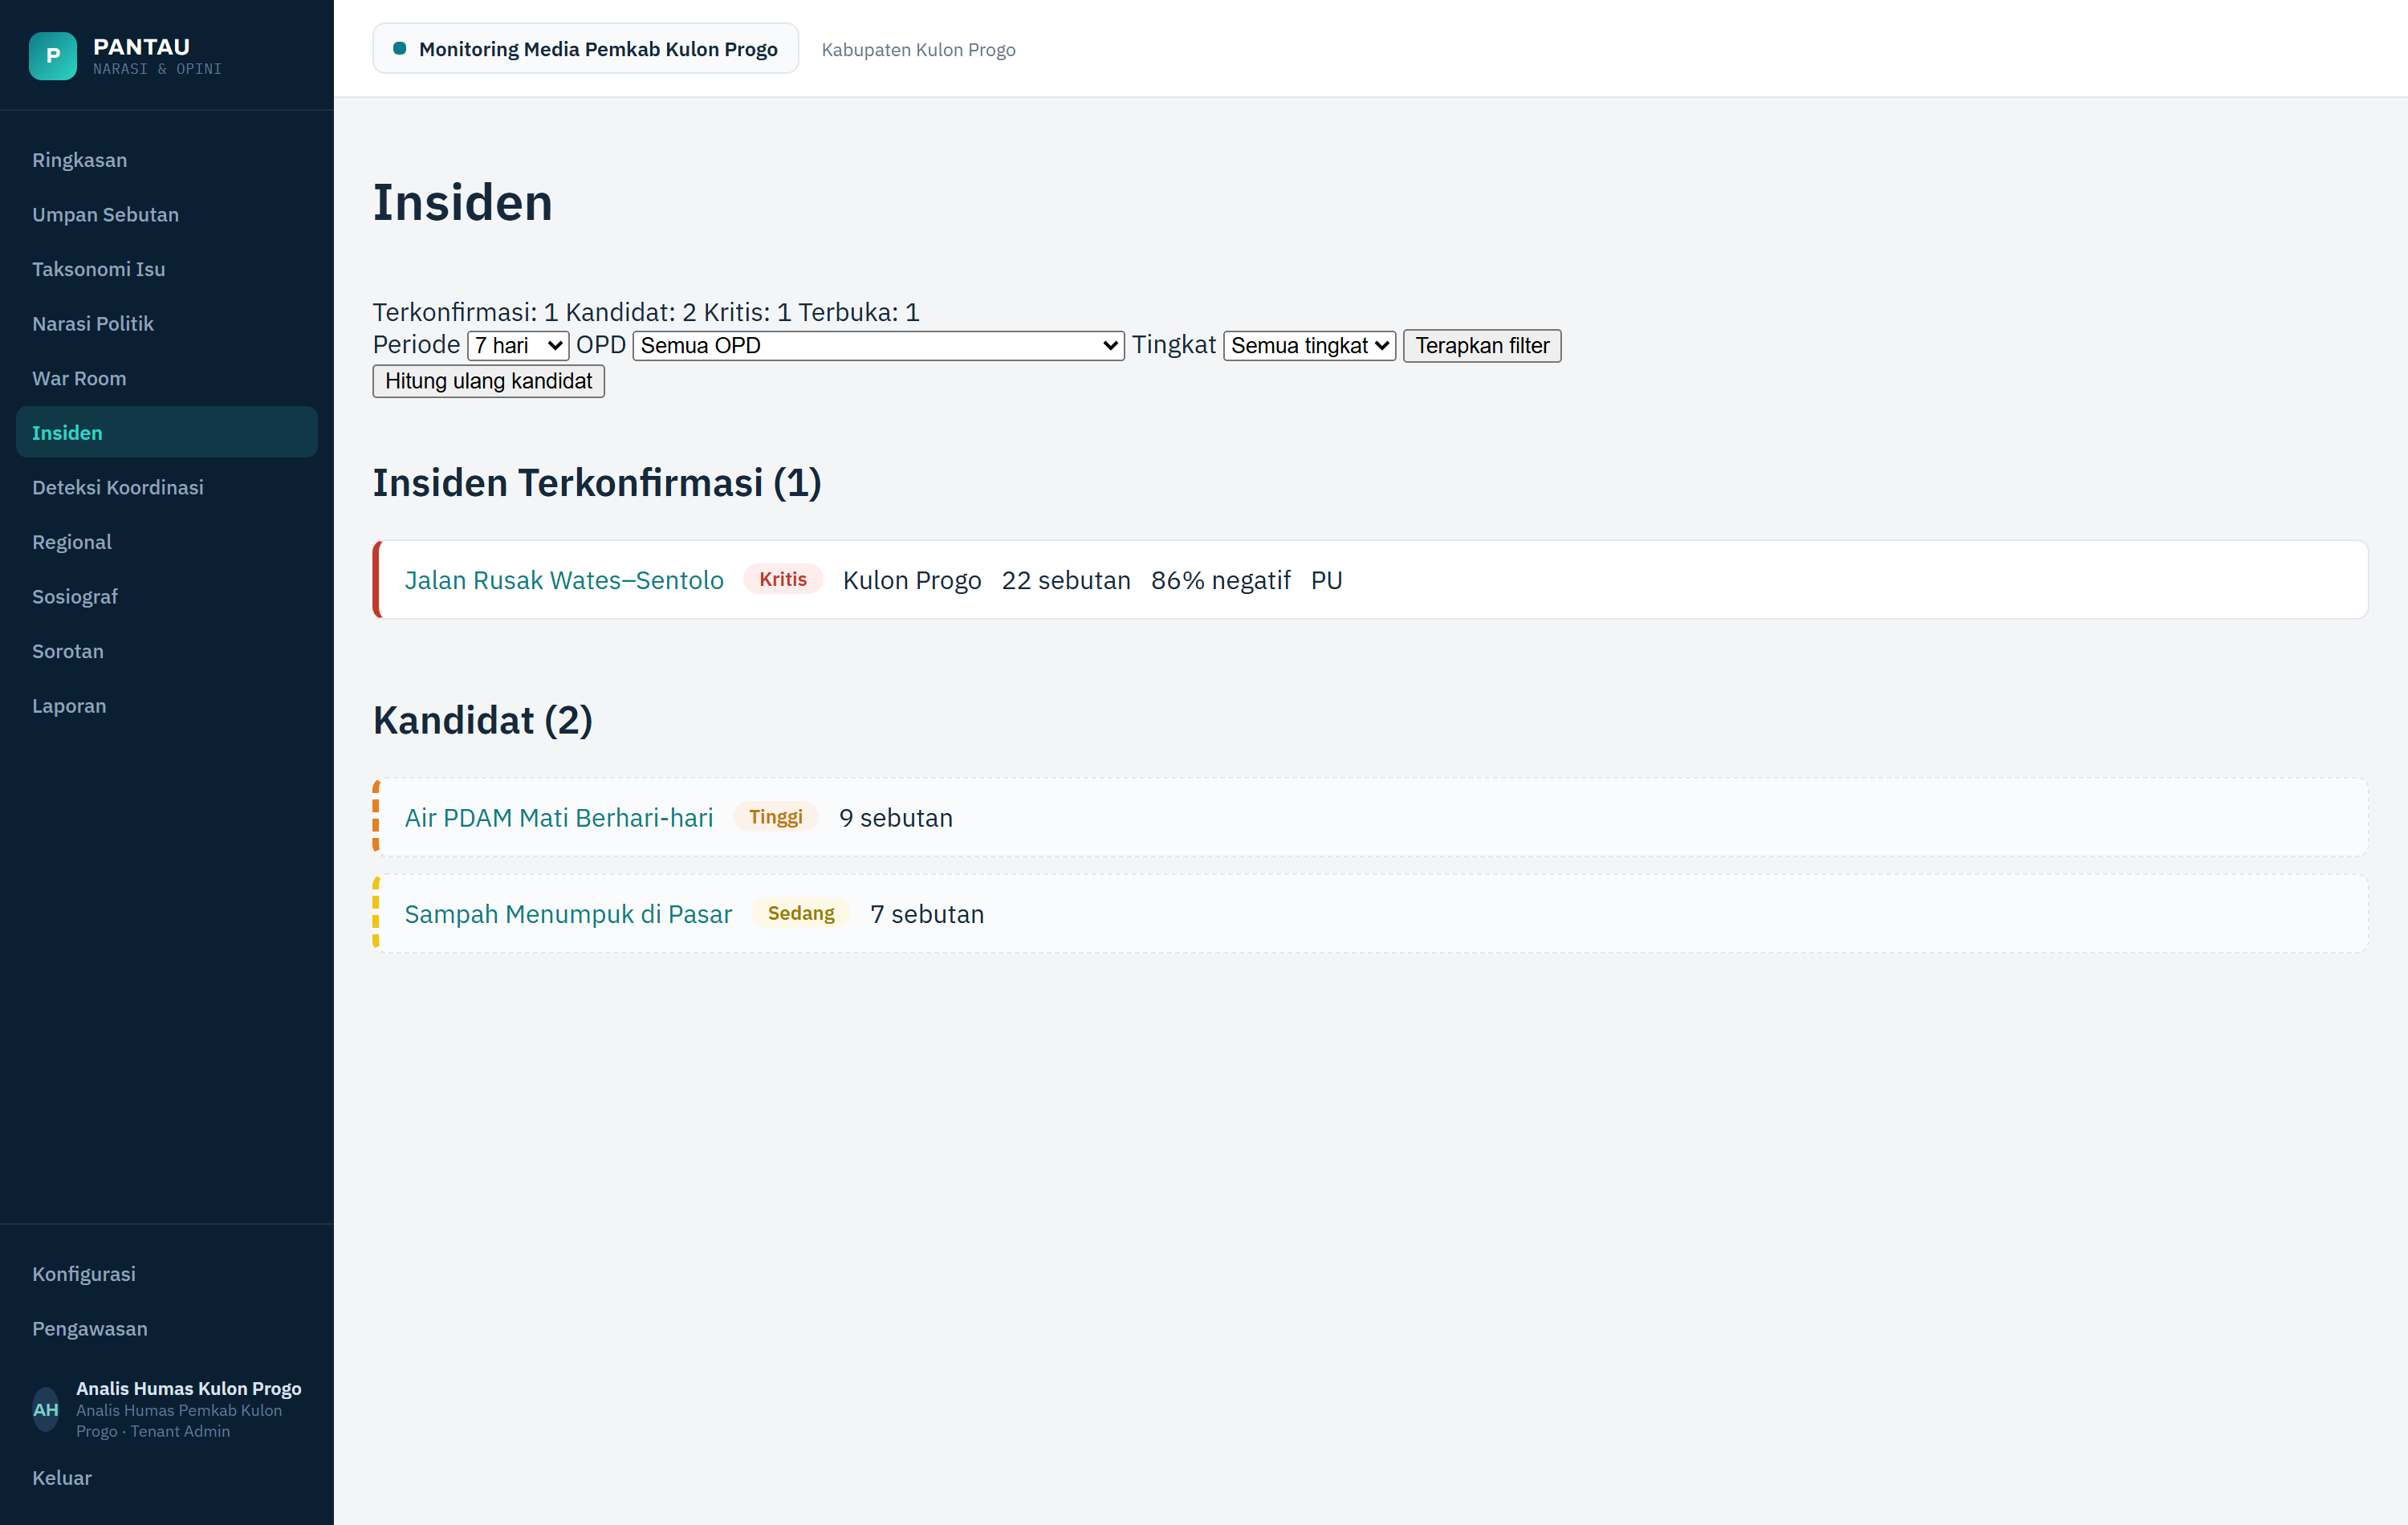 P
PANTAU
NARASI & OPINI
Ringkasan
Umpan Sebutan
Taksonomi Isu
Narasi Politik
War Room
Insiden
Deteksi Koordinasi
Regional
Sosiograf
Sorotan
Laporan
Konfigurasi
Pengawasan
AH
Analis Humas Kulon Progo
Analis Humas Pemkab Kulon
Progo · Tenant Admin
Keluar
Monitoring Media Pemkab Kulon Progo
Kabupaten Kulon Progo
Insiden
Terkonfirmasi: 1 Kandidat: 2 Kritis: 1 Terbuka: 1
Periode 7 hari OPD Semua OPD Tingkat Semua tingkat Terapkan filter
Hitung ulang kandidat
Insiden Terkonfirmasi (1)
Jalan Rusak Wates–Sentolo Kritis Kulon Progo 22 sebutan 86% negatif PU
Kandidat (2)
Air PDAM Mati Berhari-hari Tinggi 9 sebutan
Sampah Menumpuk di Pasar Sedang 7 sebutan